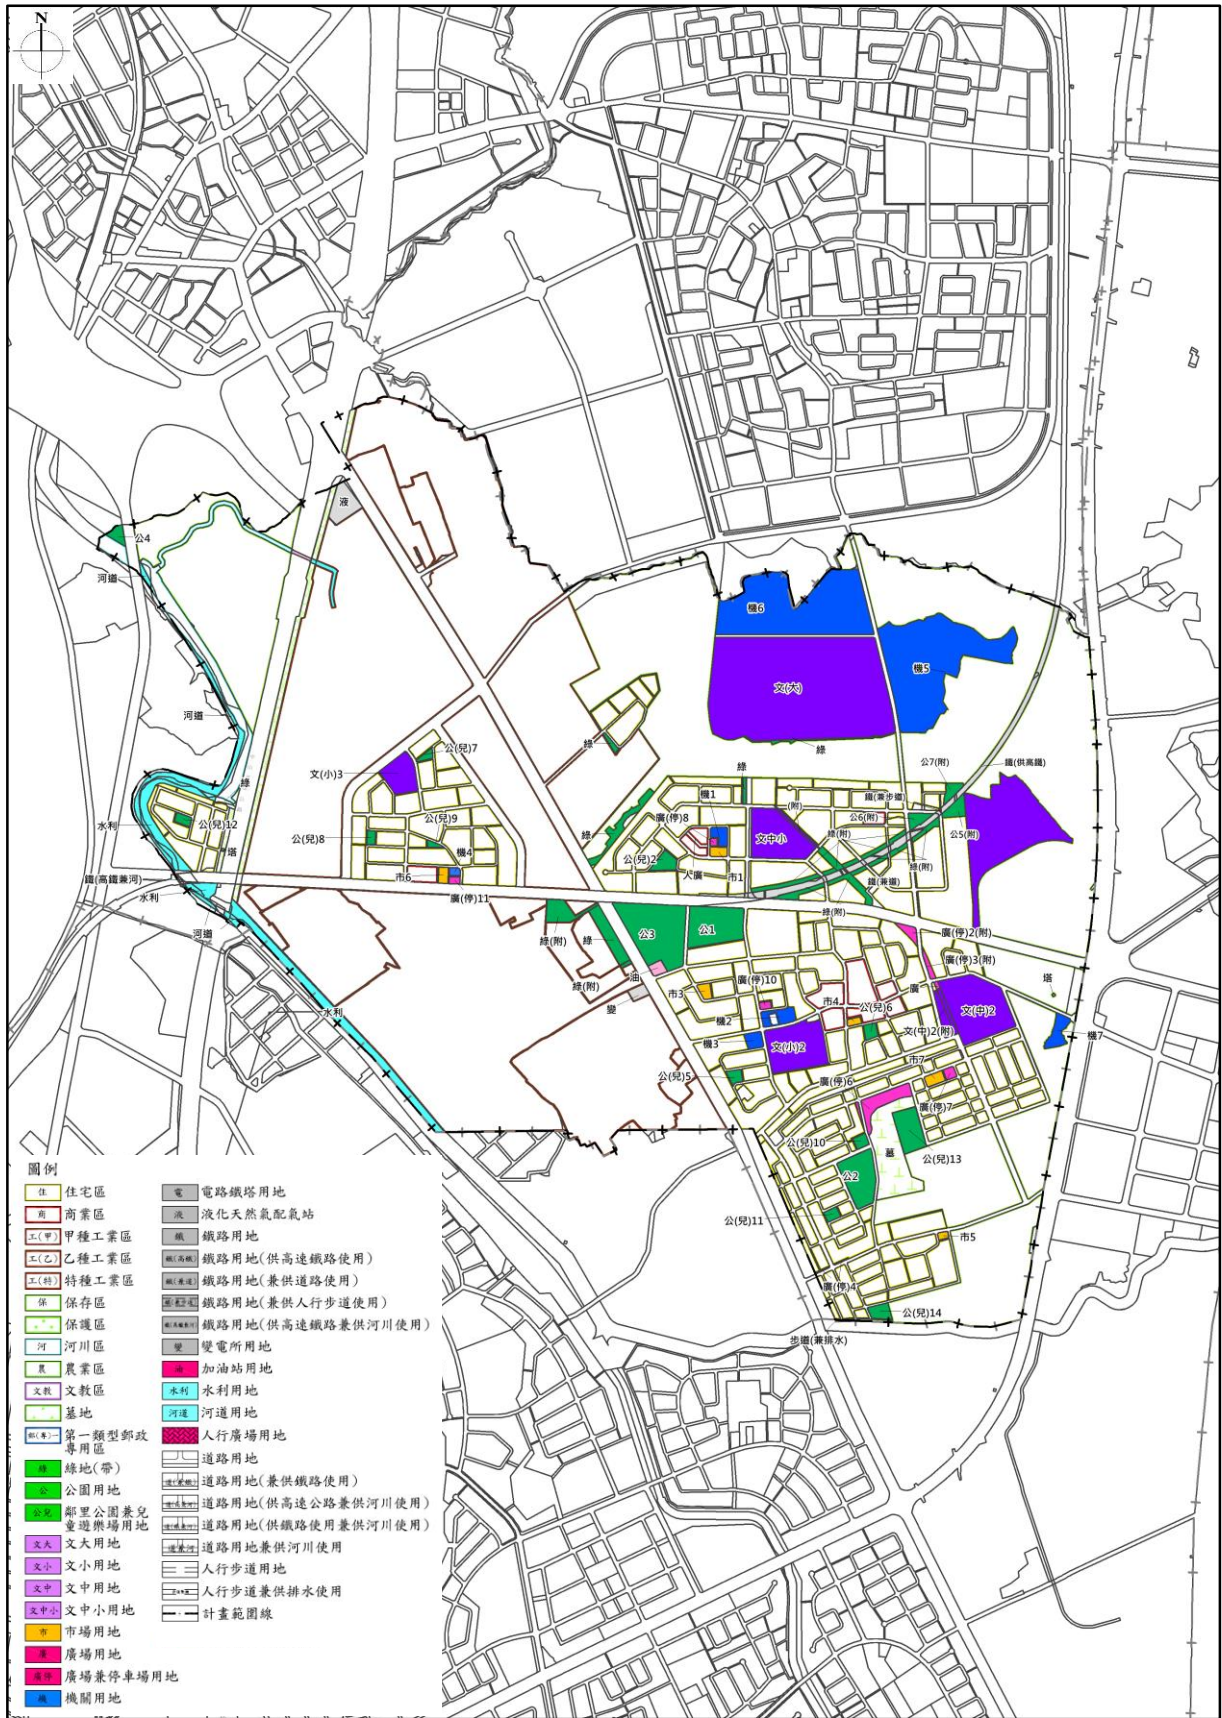 N
液
公4
河道
機6
機5
文(大)
河道
綠
綠
公(兒)7
文(小)3
綠
公7(附)
鐵(供高鐵)
綠
機1
(附)
鐵(兼步道)
水利
公(兒)12
公(兒)9
廣(停)8
公6(附)
公(兒)8
綠
文中小
綠(附)
公5(附)
塔
機4
公(兒)2
綠(附)
鐵(高鐵兼河)
市6
人廣
市1
鐵(兼道)
水利
廣(停)11
綠(附)
河道
綠(附)
綠
公3
公1
廣(停)2(附)
廣(停)3(附)
油
綠(附)
廣(停)10
廣
塔
市3
市4
公(兒)6
變
水利
機2
文(中)2
文(中)2(附)
機7
機3
文(小)2
市7
公(兒)5
廣(停)6
廣(停)7
公(兒)10
墓
公(兒)13
公2
公(兒)11
市5
廣(停)4
公(兒)14
步道(兼排水)
圖例
住 住宅區
商 商業區
工(甲) 甲種工業區
工(乙) 乙種工業區
工(特) 特種工業區
保 保存區
保護區
河 河川區
農 農業區
文教 文教區
墓地
郵(專)一 第一類型郵政
專用區
綠 綠地(帶)
公 公園用地
公兒 鄰里公園兼兒
童遊樂場用地
文大 文大用地
文小 文小用地
文中 文中用地
文中小 文中小用地
市 市場用地
廣 廣場用地
廣停 廣場兼停車場用地
機 機關用地
電 電路鐵塔用地
液 液化天然氣配氣站
鐵 鐵路用地
鐵(高鐵) 鐵路用地(供高速鐵路使用)
鐵(兼道) 鐵路用地(兼供道路使用)
鐵路用地(兼供人行步道使用)
鐵路用地(供高速鐵路兼供河川使用)
變 變電所用地
油 加油站用地
水利 水利用地
河道 河道用地
人行廣場用地
道路用地
道路用地(兼供鐵路使用)
道路用地(供高速公路兼供河川使用)
道路用地(供鐵路使用兼供河川使用)
道兼河 道路用地兼供河川使用
人行步道用地
人行步道兼供排水使用
計畫範圍線